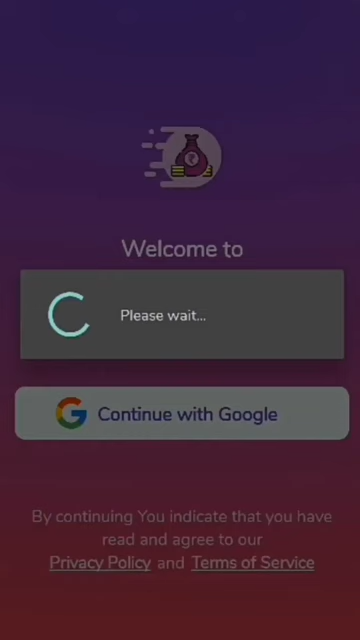 Welcome to
Please wait...
Continue with Google
By continuing You indicate that you have
read and agree to our
Privacy Policy and Terms of Service